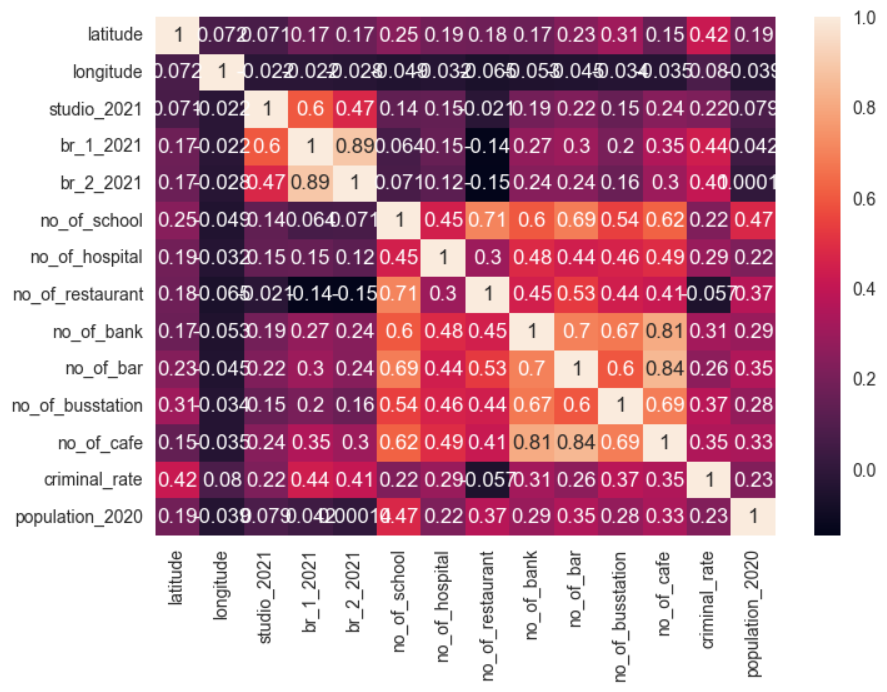 latitude 1 0.072 0.071 0.17 0.17 0.25 0.19 0.18 0.17 0.23 0.31 0.15 0.42 0.19
longitude 0.072 1 -0.022 -0.022 -0.028 -0.049 -0.032 -0.065 -0.053 -0.045 -0.034 -0.035 0.08 -0.039
studio_2021 0.071 -0.022 1 0.6 0.47 0.14 0.15 -0.021 0.19 0.22 0.15 0.24 0.22 0.079
br_1_2021 0.17 -0.022 0.6 1 0.89 0.064 0.15 -0.14 0.27 0.3 0.2 0.35 0.44 0.042
br_2_2021 0.17 -0.028 0.47 0.89 1 0.071 0.12 -0.15 0.24 0.24 0.16 0.3 0.41 0.00014
no_of_school 0.25 -0.049 0.14 0.064 0.071 1 0.45 0.71 0.6 0.69 0.54 0.62 0.22 0.47
no_of_hospital 0.19 -0.032 0.15 0.15 0.12 0.45 1 0.3 0.48 0.44 0.46 0.49 0.29 0.22
no_of_restaurant 0.18 -0.065 -0.021 -0.14 -0.15 0.71 0.3 1 0.45 0.53 0.44 0.41 -0.057 0.37
no_of_bank 0.17 -0.053 0.19 0.27 0.24 0.6 0.48 0.45 1 0.7 0.67 0.81 0.31 0.29
no_of_bar 0.23 -0.045 0.22 0.3 0.24 0.69 0.44 0.53 0.7 1 0.6 0.84 0.26 0.35
no_of_busstation 0.31 -0.034 0.15 0.2 0.16 0.54 0.46 0.44 0.67 0.6 1 0.69 0.37 0.28
no_of_cafe 0.15 -0.035 0.24 0.35 0.3 0.62 0.49 0.41 0.81 0.84 0.69 1 0.35 0.33
criminal_rate 0.42 0.08 0.22 0.44 0.41 0.22 0.29 -0.057 0.31 0.26 0.37 0.35 1 0.23
population_2020 0.19 -0.039 0.079 0.042 0.00014 0.47 0.22 0.37 0.29 0.35 0.28 0.33 0.23 1
latitude
longitude
studio_2021
br_1_2021
br_2_2021
no_of_school
no_of_hospital
no_of_restaurant
no_of_bank
no_of_bar
no_of_busstation
no_of_cafe
criminal_rate
population_2020
1.0
0.8
0.6
0.4
0.2
0.0